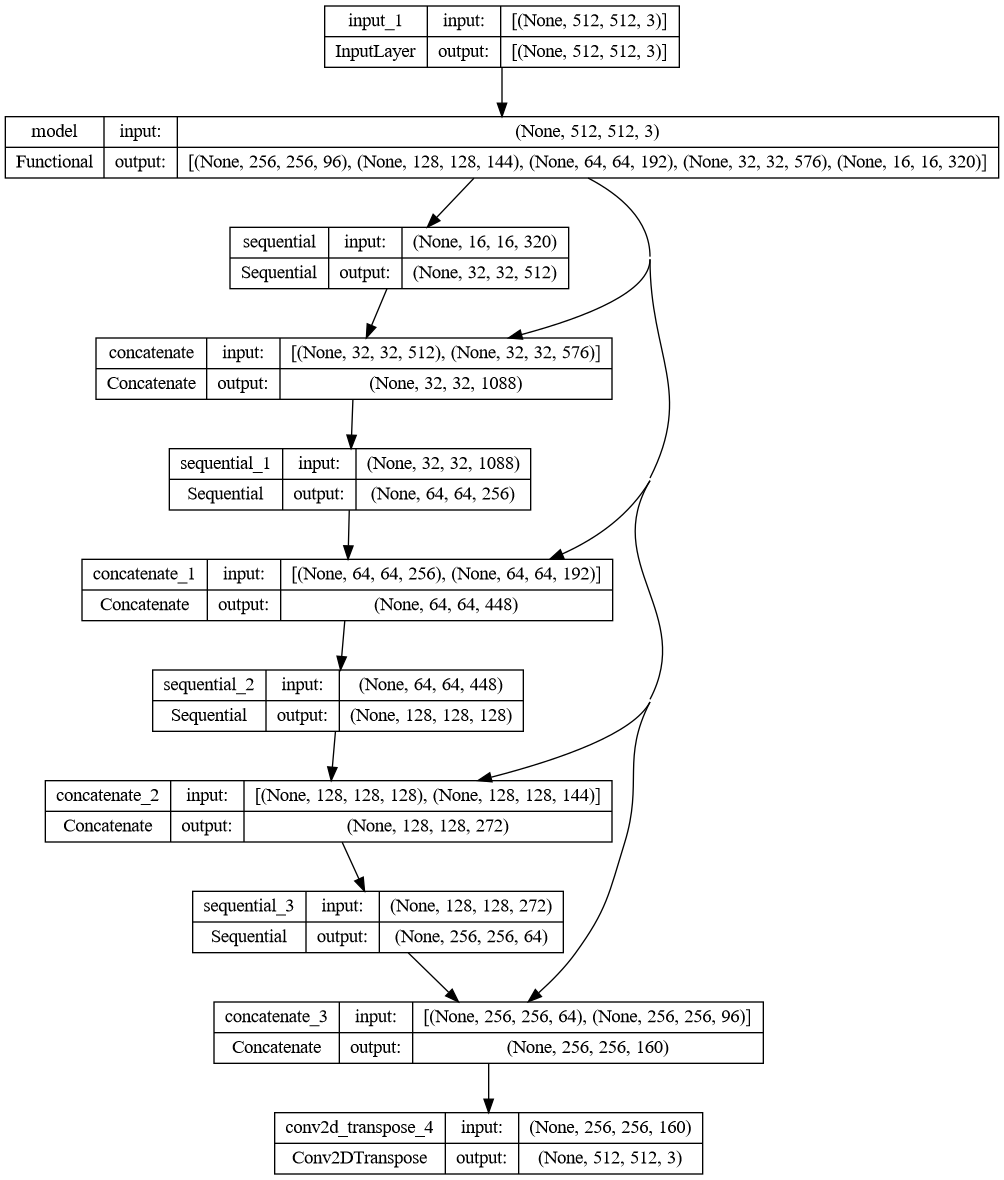 input_1 input: [(None, 512, 512, 3)]
InputLayer output: [(None, 512, 512, 3)]
model input: (None, 512, 512, 3)
Functional output: [(None, 256, 256, 96), (None, 128, 128, 144), (None, 64, 64, 192), (None, 32, 32, 576), (None, 16, 16, 320)]
sequential input: (None, 16, 16, 320)
Sequential output: (None, 32, 32, 512)
concatenate input: [(None, 32, 32, 512), (None, 32, 32, 576)]
Concatenate output: (None, 32, 32, 1088)
sequential_1 input: (None, 32, 32, 1088)
Sequential output: (None, 64, 64, 256)
concatenate_1 input: [(None, 64, 64, 256), (None, 64, 64, 192)]
Concatenate output: (None, 64, 64, 448)
sequential_2 input: (None, 64, 64, 448)
Sequential output: (None, 128, 128, 128)
concatenate_2 input: [(None, 128, 128, 128), (None, 128, 128, 144)]
Concatenate output: (None, 128, 128, 272)
sequential_3 input: (None, 128, 128, 272)
Sequential output: (None, 256, 256, 64)
concatenate_3 input: [(None, 256, 256, 64), (None, 256, 256, 96)]
Concatenate output: (None, 256, 256, 160)
conv2d_transpose_4 input: (None, 256, 256, 160)
Conv2DTranspose output: (None, 512, 512, 3)